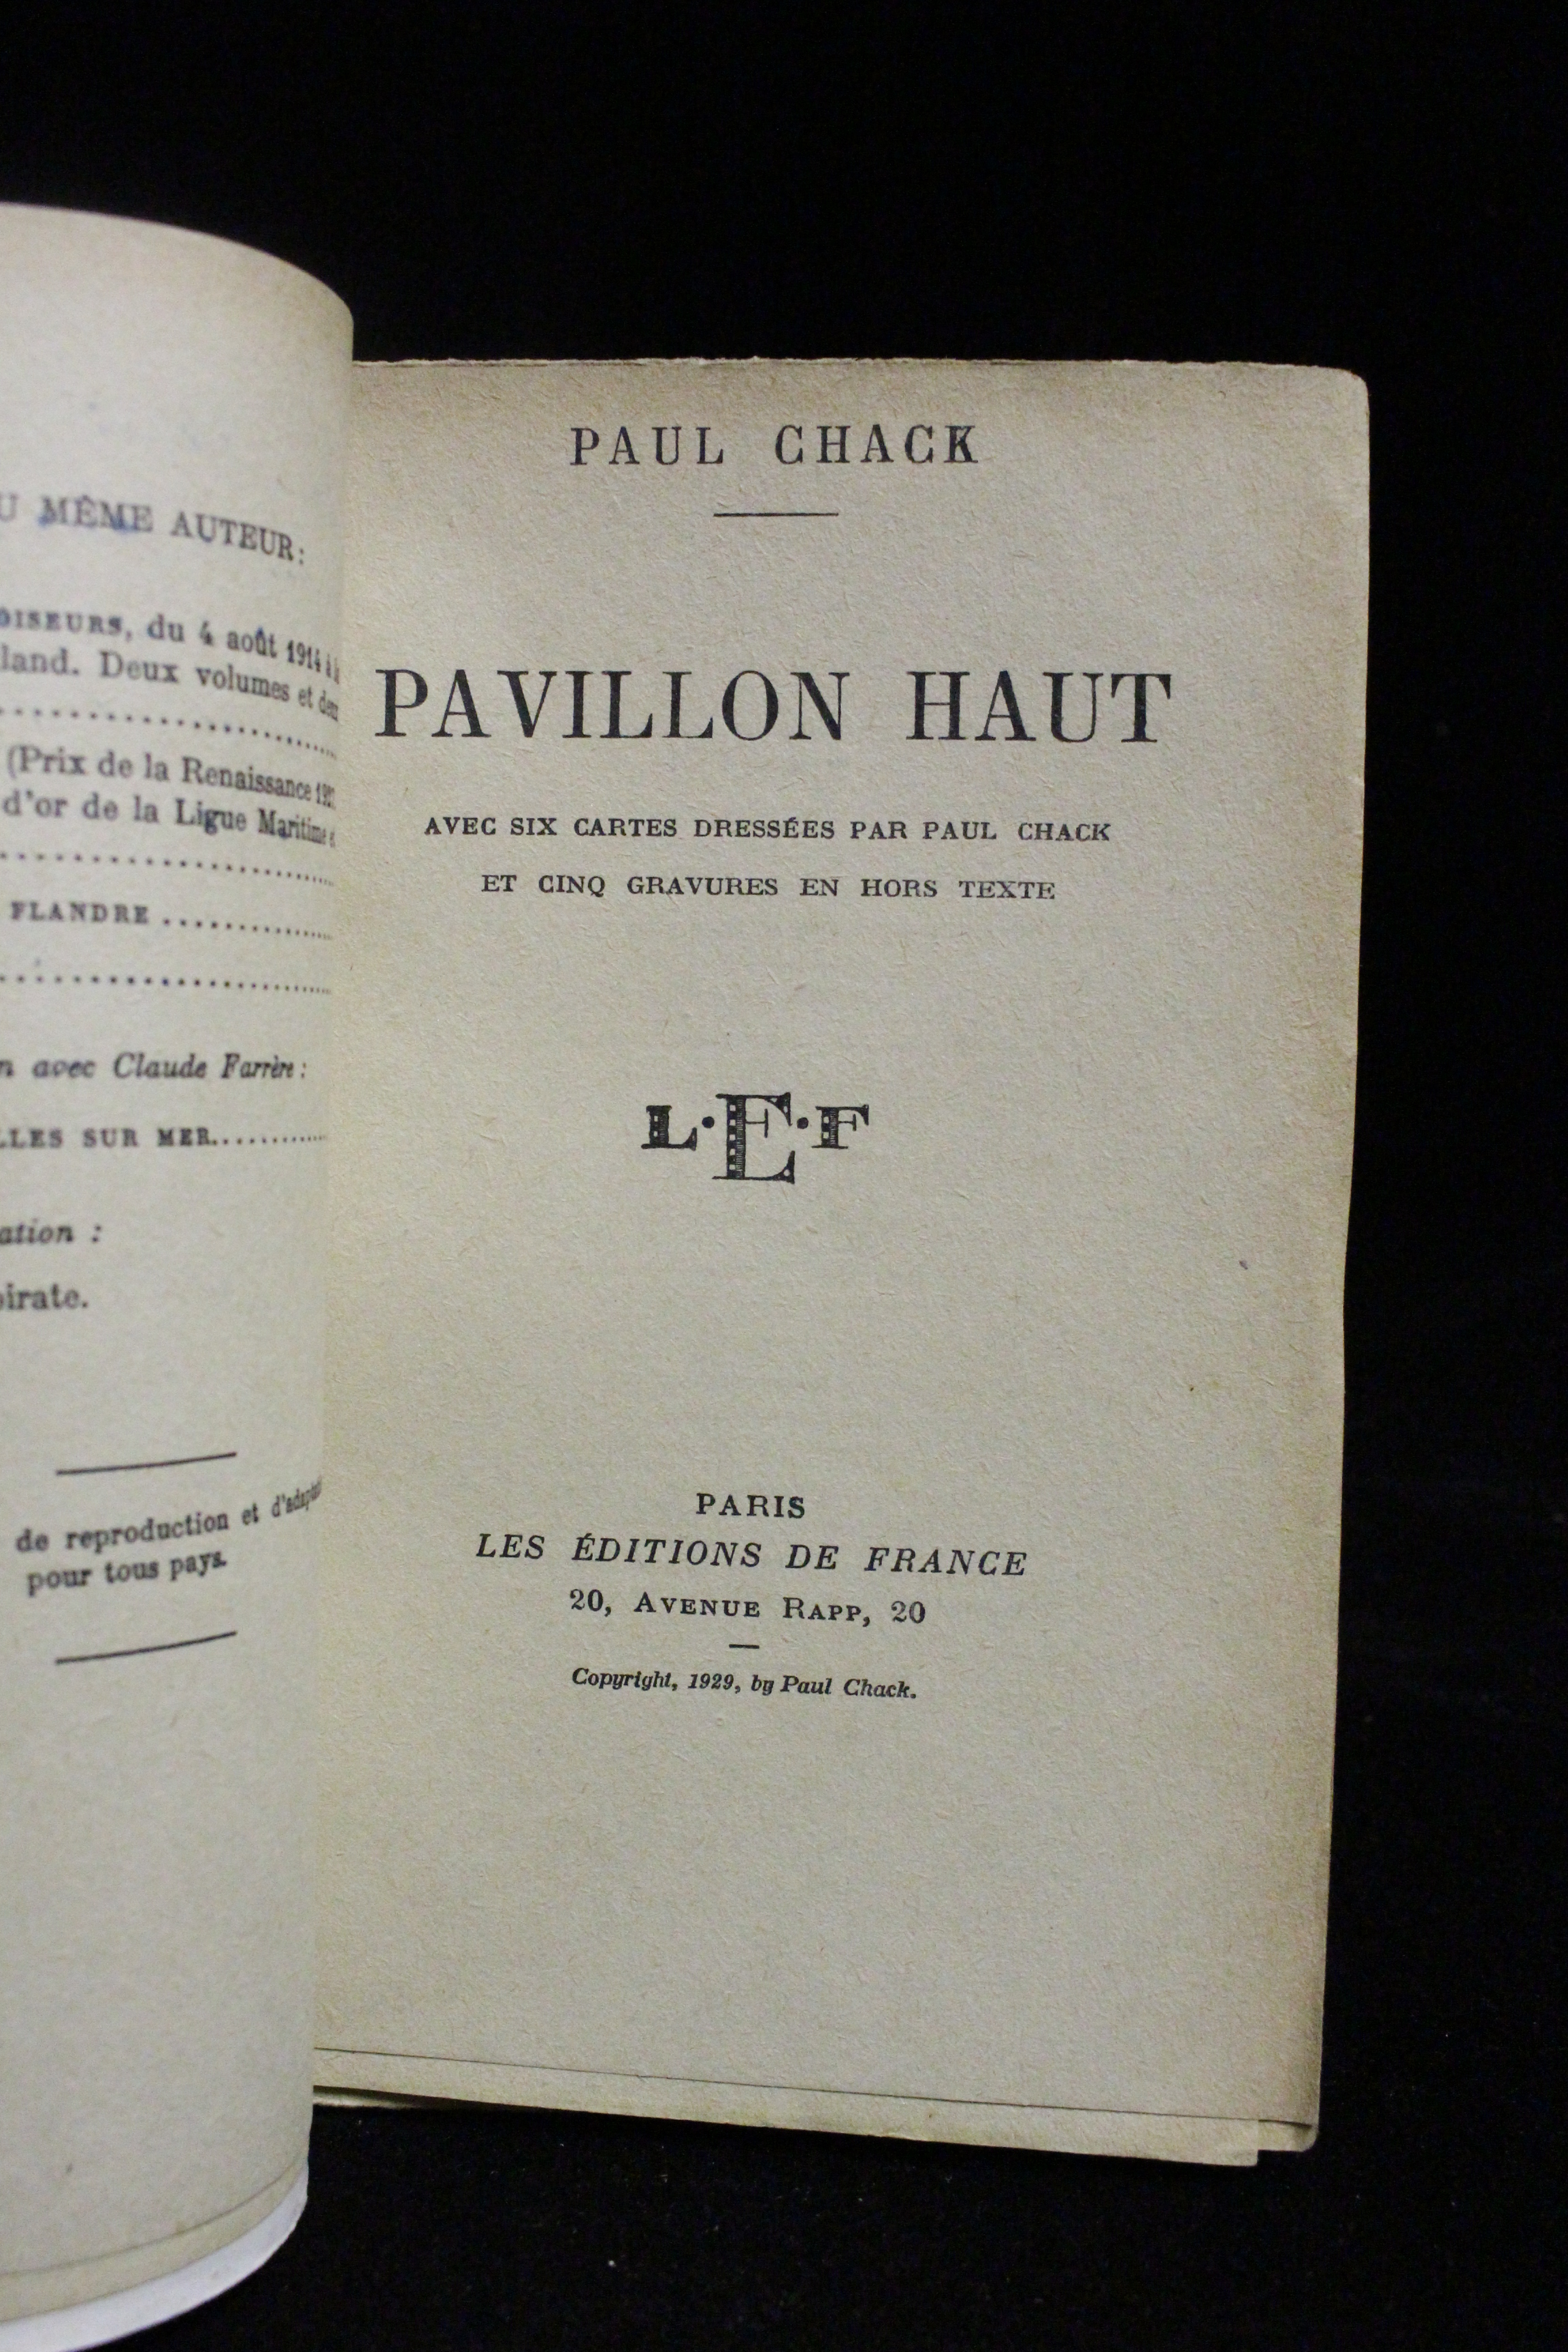 MÊME AUTEUR:
du 4 août 1914
land. Deux volumes et
(Prix de la Renaissance
d'or de la Ligue Maritime
FLANDRE ..............
avec Claude Farrère :
SUR MER.............
ation :
pirate.
de reproduction et
pour tous pays.
PAUL CHACK
PAVILLON HAUT
AVEC SIX CARTES DRESSÉES PAR PAUL CHACK
ET CINQ GRAVURES EN HORS TEXTE
L·E·F
PARIS
LES ÉDITIONS DE FRANCE
20, AVENUE RAPP, 20
Copyright, 1929, by Paul Chack.